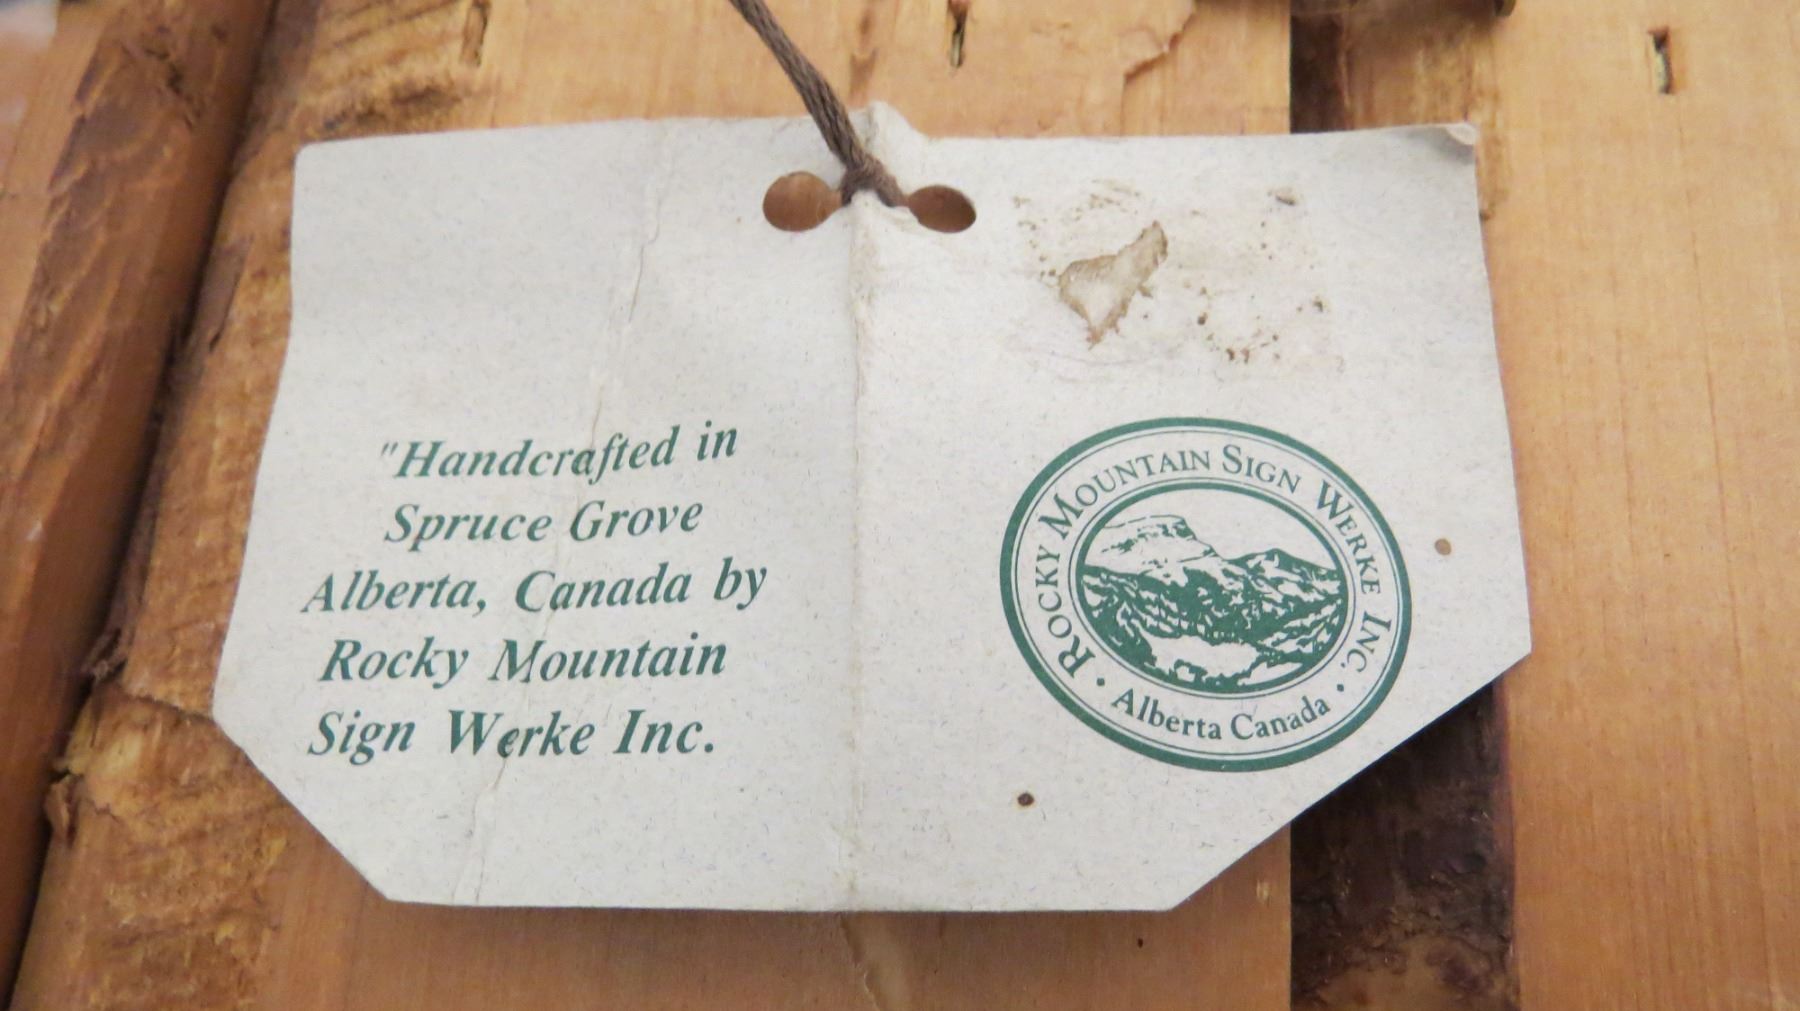 "Handcrafted in
Spruce Grove
Alberta, Canada by
Rocky Mountain
Sign Werke Inc.
ROCKY MOUNTAIN SIGN WERKE INC.
• Alberta Canada •